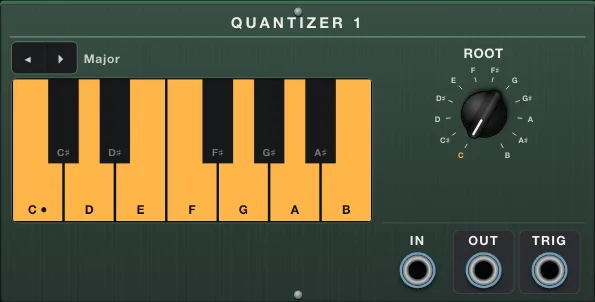 QUANTIZER 1
◄ ► Major
ROOT
C♯ D♯ F♯ G♯ A♯
C • D E F G A B
F F♯
E G
D♯ G♯
D A
C♯ A♯
C B
IN OUT TRIG